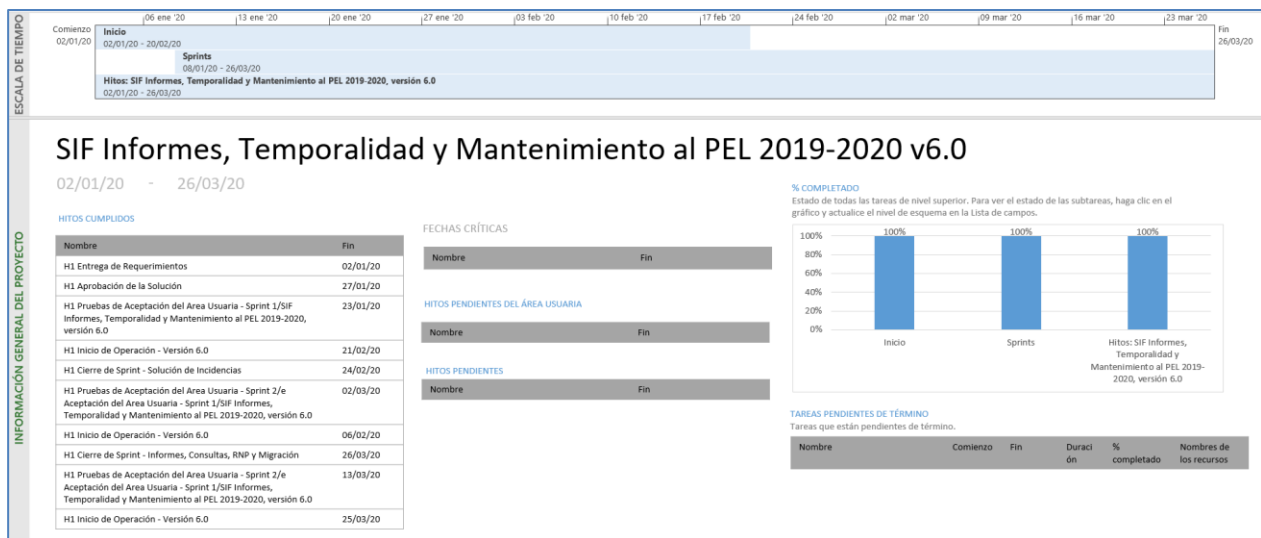 ESCALA DE TIEMPO
06 ene '20 13 ene '20 20 ene '20 27 ene '20 03 feb '20 10 feb '20 17 feb '20 24 feb '20 02 mar '20 09 mar '20 16 mar '20 23 mar '20
Comienzo
02/01/20
Inicio
02/01/20 - 20/02/20
Sprints
08/01/20 - 26/03/20
Hitos: SIF Informes, Temporalidad y Mantenimiento al PEL 2019-2020, versión 6.0
02/01/20 - 26/03/20
Fin
26/03/20
INFORMACIÓN GENERAL DEL PROYECTO
SIF Informes, Temporalidad y Mantenimiento al PEL 2019-2020 v6.0
02/01/20 - 26/03/20
HITOS CUMPLIDOS
Nombre Fin
H1 Entrega de Requerimientos 02/01/20
H1 Aprobación de la Solución 27/01/20
H1 Pruebas de Aceptación del Area Usuaria - Sprint 1/SIF 23/01/20
Informes, Temporalidad y Mantenimiento al PEL 2019-2020,
versión 6.0
H1 Inicio de Operación - Versión 6.0 21/02/20
H1 Cierre de Sprint - Solución de Incidencias 24/02/20
H1 Pruebas de Aceptación del Area Usuaria - Sprint 2/e 02/03/20
Aceptación del Area Usuaria - Sprint 1/SIF Informes,
Temporalidad y Mantenimiento al PEL 2019-2020, versión 6.0
H1 Inicio de Operación - Versión 6.0 06/02/20
H1 Cierre de Sprint - Informes, Consultas, RNP y Migración 26/03/20
H1 Pruebas de Aceptación del Area Usuaria - Sprint 2/e 13/03/20
Aceptación del Area Usuaria - Sprint 1/SIF Informes,
Temporalidad y Mantenimiento al PEL 2019-2020, versión 6.0
H1 Inicio de Operación - Versión 6.0 25/03/20
FECHAS CRÍTICAS
Nombre Fin
HITOS PENDIENTES DEL ÁREA USUARIA
Nombre Fin
HITOS PENDIENTES
Nombre Fin
% COMPLETADO
Estado de todas las tareas de nivel superior. Para ver el estado de las subtareas, haga clic en el
gráfico y actualice el nivel de esquema en la Lista de campos.
100% 100% 100%
100%
80%
60%
40%
20%
0%
Inicio Sprints Hitos: SIF Informes,
Temporalidad y
Mantenimiento al PEL 2019-
2020, versión 6.0
TAREAS PENDIENTES DE TÉRMINO
Tareas que están pendientes de término.
Nombre Comienzo Fin Duraci % Nombres de
ón completado los recursos